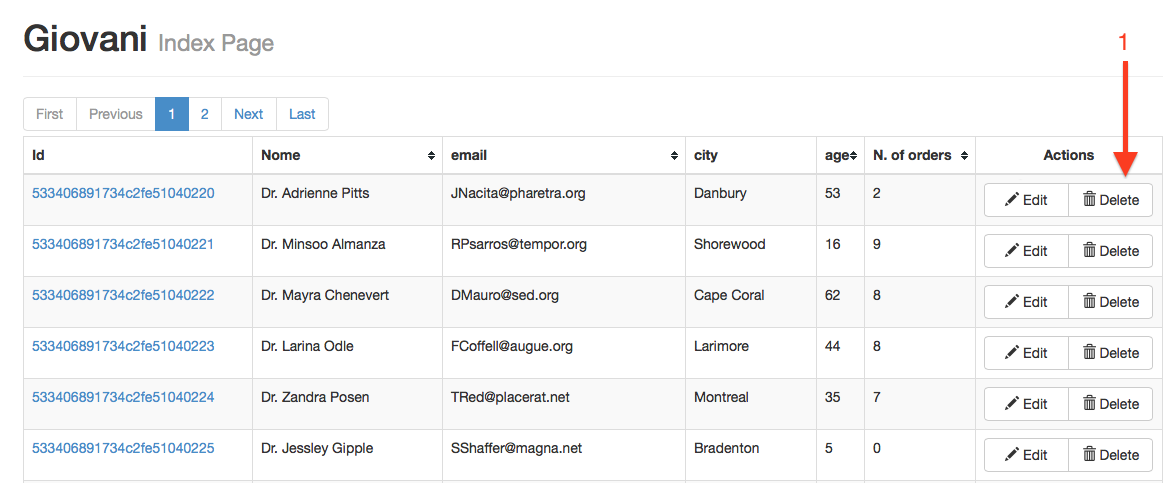 Giovani Index Page
1
First Previous 1 2 Next Last
Id Nome email city age N. of orders Actions
533406891734c2fe51040220 Dr. Adrienne Pitts JNacita@pharetra.org Danbury 53 2 Edit Delete
533406891734c2fe51040221 Dr. Minsoo Almanza RPsarros@tempor.org Shorewood 16 9 Edit Delete
533406891734c2fe51040222 Dr. Mayra Chenevert DMauro@sed.org Cape Coral 62 8 Edit Delete
533406891734c2fe51040223 Dr. Larina Odle FCoffell@augue.org Larimore 44 8 Edit Delete
533406891734c2fe51040224 Dr. Zandra Posen TRed@placerat.net Montreal 35 7 Edit Delete
533406891734c2fe51040225 Dr. Jessley Gipple SShaffer@magna.net Bradenton 5 0 Edit Delete